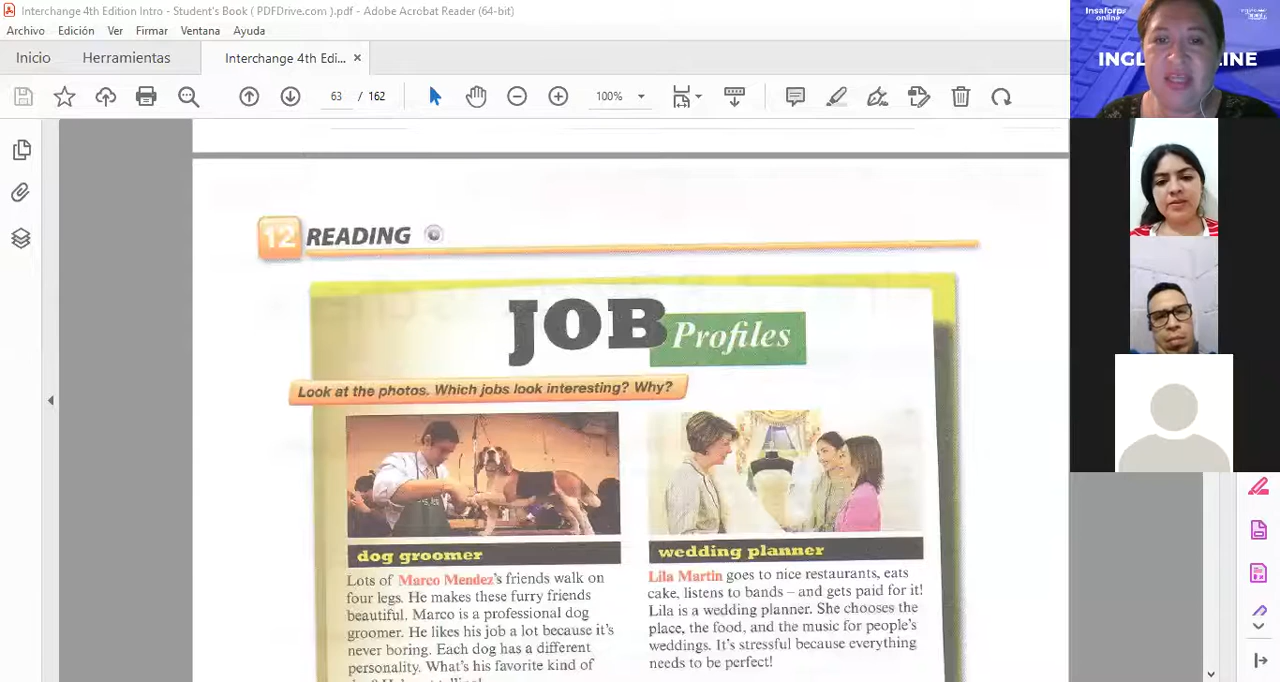 Interchange 4th Edition Intro - Student's Book ( PDFDrive.com ).pdf - Adobe Acrobat Reader (64-bit)
Archivo Edición Ver Firmar Ventana Ayuda
Inicio Herramientas Interchange 4th Edi... ×
63 / 162 100%
Insaforp
online
12 READING
JOB
Profiles
Look at the photos. Which jobs look interesting? Why?
dog groomer
Lots of Marco Mendez's friends walk on
four legs. He makes these furry friends
beautiful. Marco is a professional dog
groomer. He likes his job a lot because it's
never boring. Each dog has a different
personality. What's his favorite kind of
wedding planner
Lila Martin goes to nice restaurants, eats
cake, listens to bands – and gets paid for it!
Lila is a wedding planner. She chooses the
place, the food, and the music for people's
weddings. It's stressful because everything
needs to be perfect!